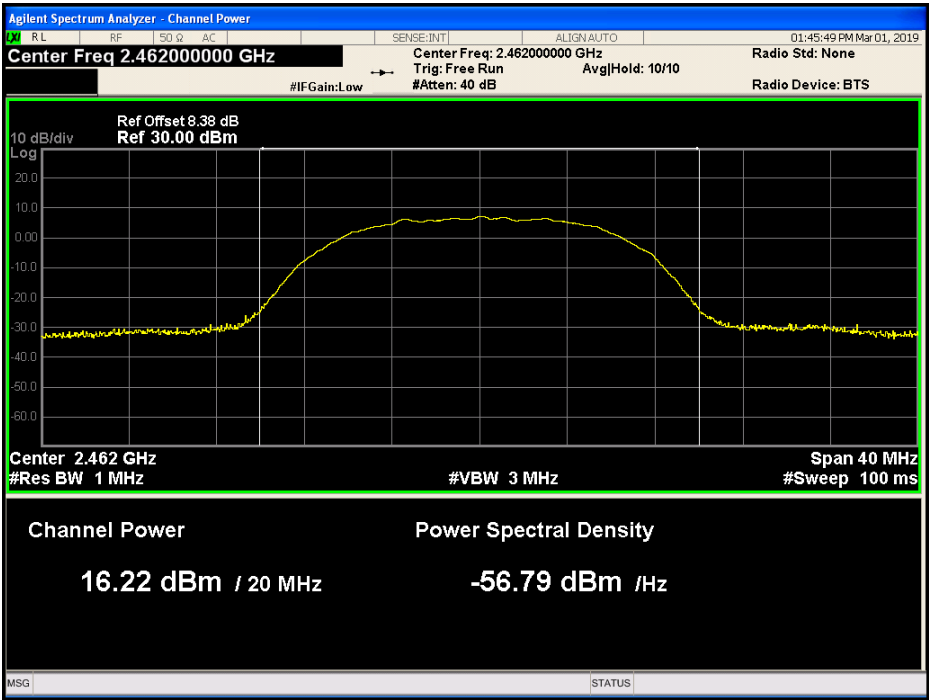 Agilent Spectrum Analyzer - Channel Power
LXI RL RF 50 Ω AC SENSE:INT ALIGN AUTO 01:45:49 PM Mar 01, 2019
Center Freq 2.462000000 GHz
Center Freq: 2.462000000 GHz
Radio Std: None
Trig: Free Run Avg|Hold: 10/10
#IFGain:Low #Atten: 40 dB
Radio Device: BTS
Ref Offset 8.38 dB
10 dB/div Ref 30.00 dBm
Log
20.0
10.0
0.00
-10.0
-20.0
-30.0
-40.0
-50.0
-60.0
Center 2.462 GHz Span 40 MHz
#Res BW 1 MHz #VBW 3 MHz #Sweep 100 ms
Channel Power Power Spectral Density
16.22 dBm / 20 MHz -56.79 dBm /Hz
MSG STATUS